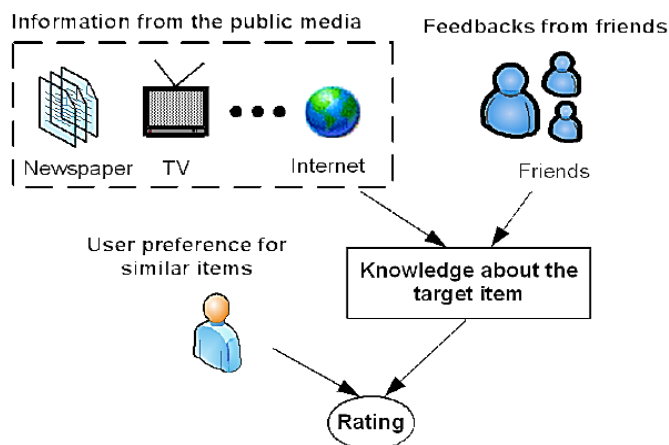 Information from the public media
Feedbacks from friends
Newspaper
TV
Internet
Friends
User preference for
similar items
Knowledge about the
target item
Rating